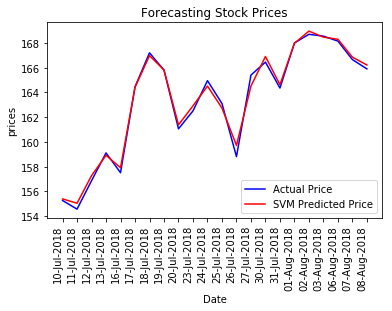 Forecasting Stock Prices
168
166
164
162
160
158
156
154
prices
Actual Price
SVM Predicted Price
10-Jul-2018
11-Jul-2018
12-Jul-2018
13-Jul-2018
16-Jul-2018
17-Jul-2018
18-Jul-2018
19-Jul-2018
20-Jul-2018
23-Jul-2018
24-Jul-2018
25-Jul-2018
26-Jul-2018
27-Jul-2018
30-Jul-2018
31-Jul-2018
01-Aug-2018
02-Aug-2018
03-Aug-2018
06-Aug-2018
07-Aug-2018
08-Aug-2018
Date